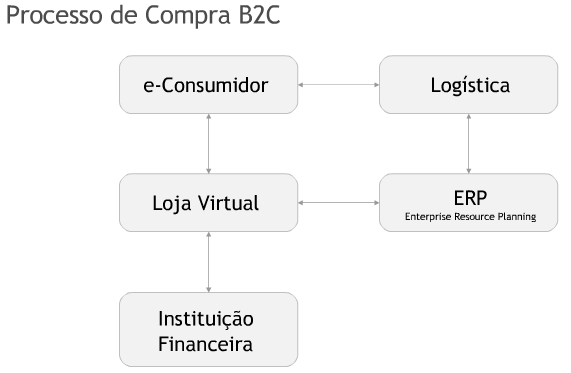 Processo de Compra B2C
e-Consumidor
Logística
Loja Virtual
ERP
Enterprise Resource Planning
Instituição
Financeira